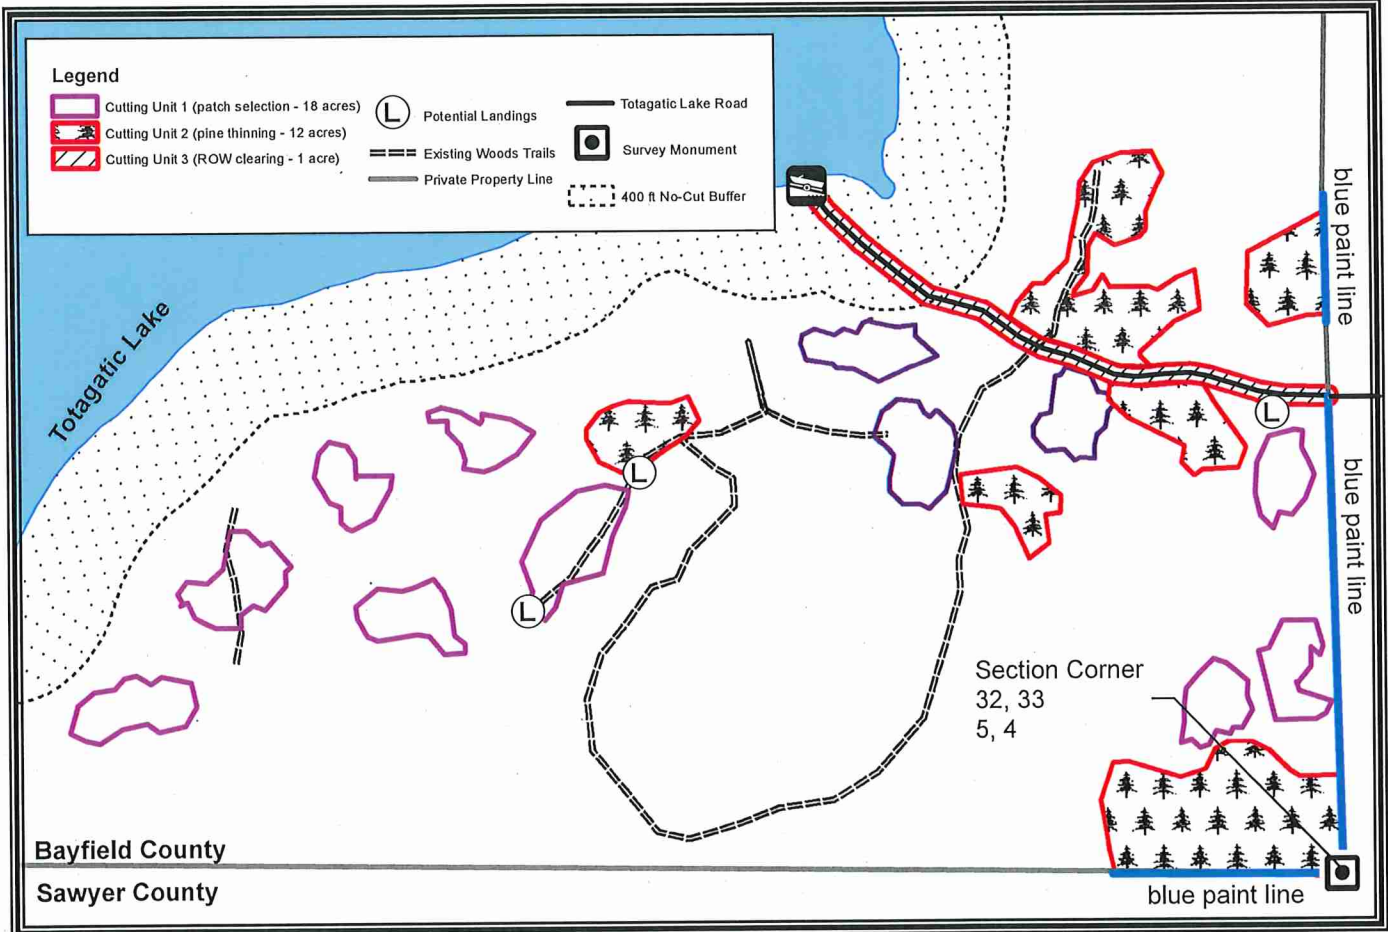 Legend
Cutting Unit 1 (patch selection - 18 acres)
Cutting Unit 2 (pine thinning - 12 acres)
Cutting Unit 3 (ROW clearing - 1 acre)
L
Potential Landings
Existing Woods Trails
Private Property Line
Totagatic Lake Road
Survey Monument
400 ft No-Cut Buffer
Totagatic Lake
blue paint line
L
L
L
blue paint line
Section Corner
32, 33
5, 4
Bayfield County
Sawyer County
blue paint line